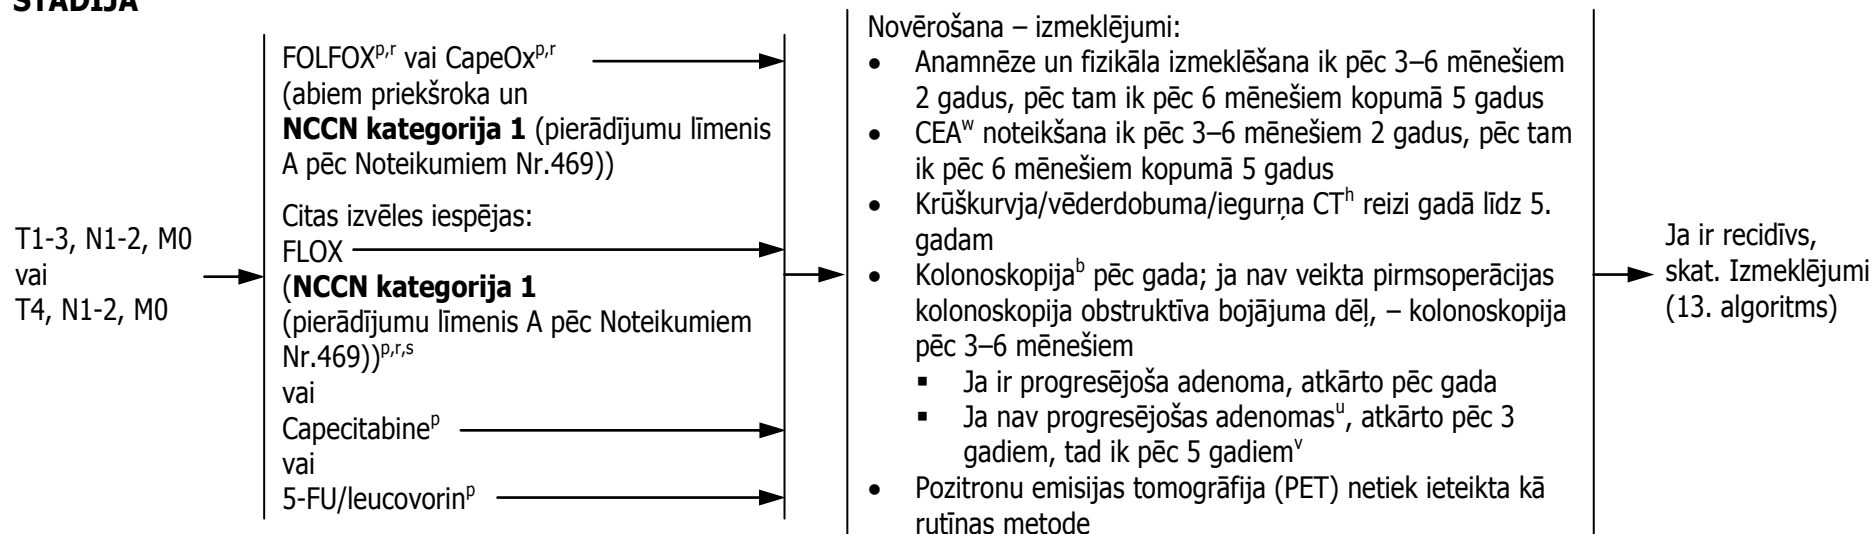 STADIJA
T1-3, N1-2, M0
vai
T4, N1-2, M0
FOLFOXp,r vai CapeOxp,r
(abiem priekšroka un
NCCN kategorija 1 (pierādījumu līmenis
A pēc Noteikumiem Nr.469))
Citas izvēles iespējas:
FLOX
(NCCN kategorija 1
(pierādījumu līmenis A pēc Noteikumiem
Nr.469))p,r,s
vai
Capecitabinep
vai
5-FU/leucovorinp
Novērošana – izmeklējumi:
• Anamnēze un fizikāla izmeklēšana ik pēc 3–6 mēnešiem
2 gadus, pēc tam ik pēc 6 mēnešiem kopumā 5 gadus
• CEAw noteikšana ik pēc 3–6 mēnešiem 2 gadus, pēc tam
ik pēc 6 mēnešiem kopumā 5 gadus
• Krūškurvja/vēderdobuma/iegurņa CTh reizi gadā līdz 5.
gadam
• Kolonoskopijab pēc gada; ja nav veikta pirmsoperācijas
kolonoskopija obstruktīva bojājuma dēļ, – kolonoskopija
pēc 3–6 mēnešiem
▪ Ja ir progresējoša adenoma, atkārto pēc gada
▪ Ja nav progresējošas adenomasu, atkārto pēc 3
gadiem, tad ik pēc 5 gadiemv
• Pozitronu emisijas tomogrāfija (PET) netiek ieteikta kā
rutīnas metode
Ja ir recidīvs,
skat. Izmeklējumi
(13. algoritms)